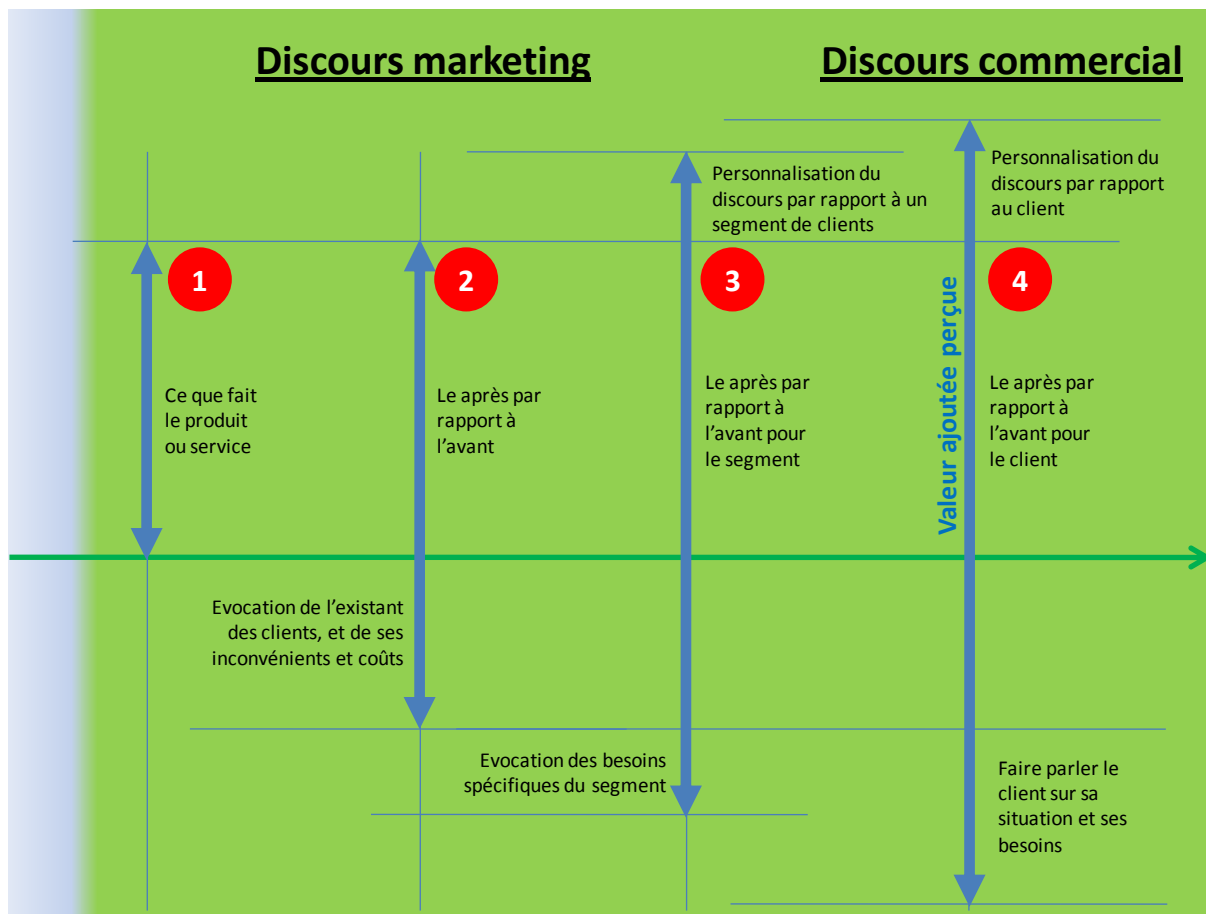 Discours marketing
Discours commercial
Personnalisation du
discours par rapport à un
segment de clients
Personnalisation du
discours par rapport
au client
1
2
3
4
Ce que fait
le produit
ou service
Le après par
rapport à
l'avant
Le après par
rapport à
l'avant pour
le segment
Valeur ajoutée perçue
Le après par
rapport à
l'avant pour
le client
Evocation de l'existant
des clients, et de ses
inconvénients et coûts
Evocation des besoins
spécifiques du segment
Faire parler le
client sur sa
situation et ses
besoins